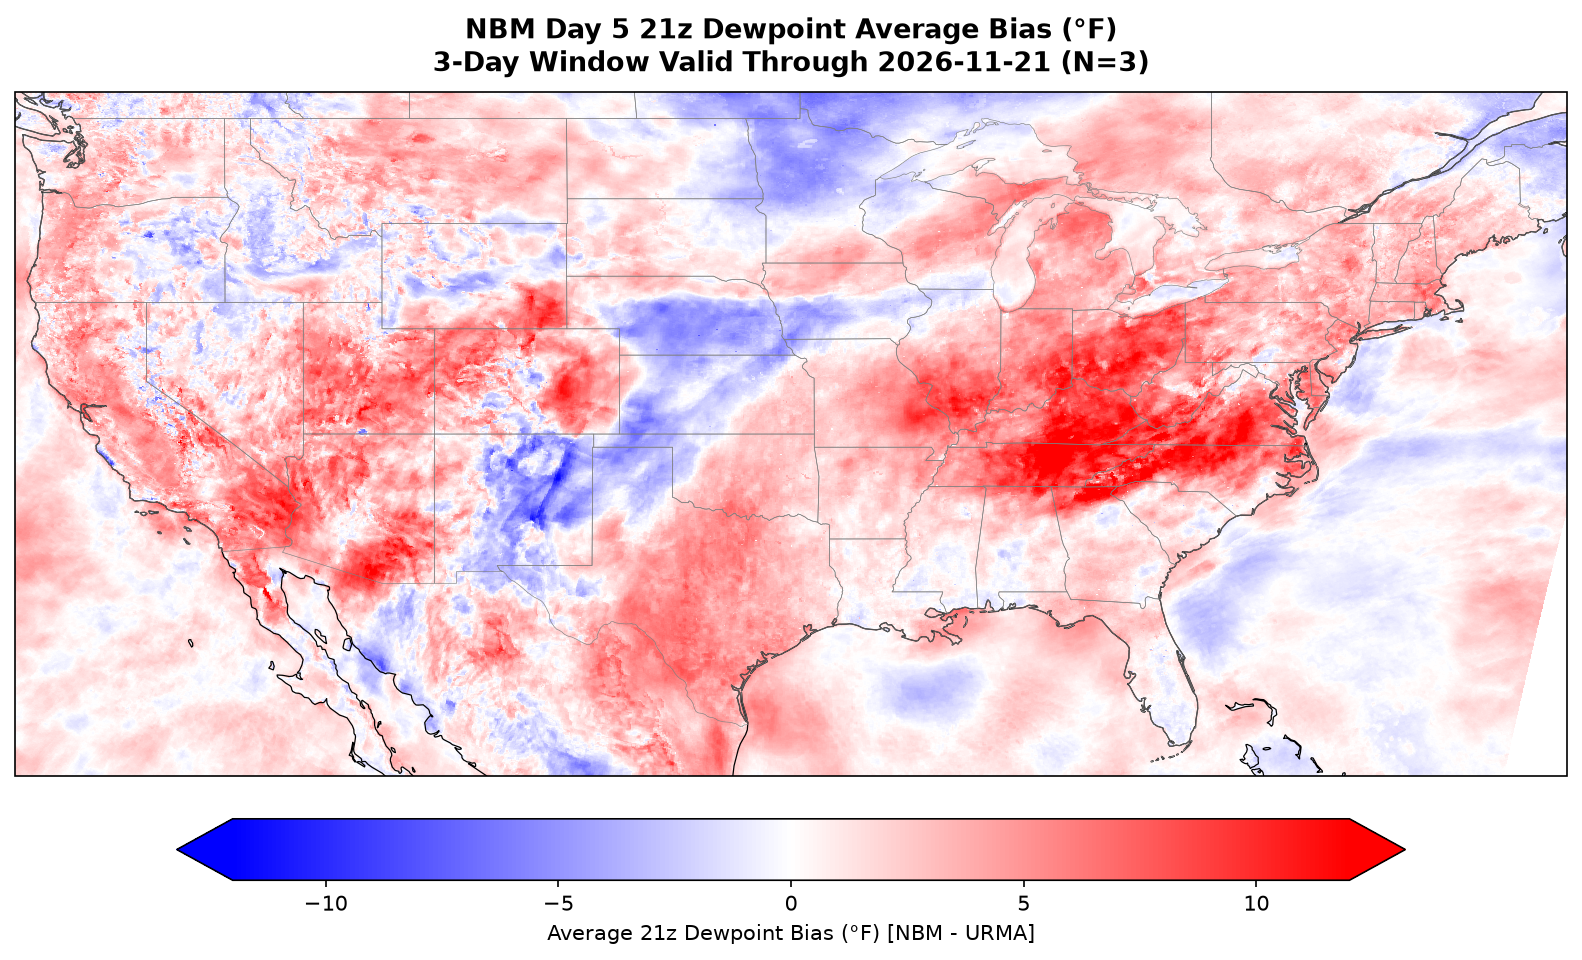 NBM Day 5 21z Dewpoint Average Bias (°F)
3-Day Window Valid Through 2026-11-21 (N=3)
−10 −5 0 5 10
Average 21z Dewpoint Bias (°F) [NBM - URMA]